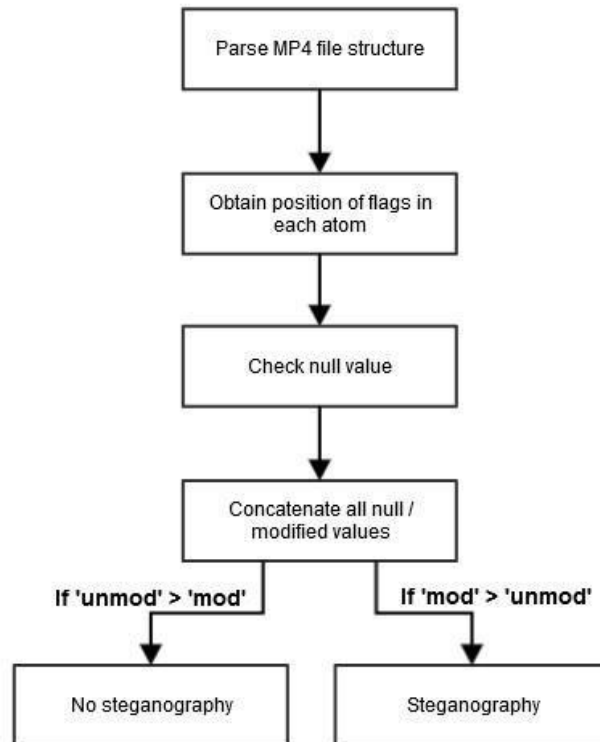 Parse MP4 file structure
Obtain position of flags in
each atom
Check null value
Concatenate all null /
modified values
If 'unmod' > 'mod'
If 'mod' > 'unmod'
No steganography
Steganography